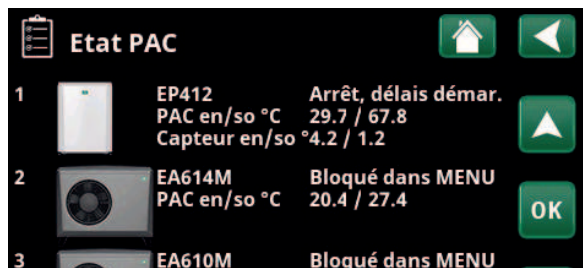 Etat PAC
1 EP412 Arrêt, délais démar.
PAC en/so °C 29.7 / 67.8
Capteur en/so °4.2 / 1.2
2 EA614M Bloqué dans MENU
PAC en/so °C 20.4 / 27.4
OK
3 EA610M Bloqué dans MENU